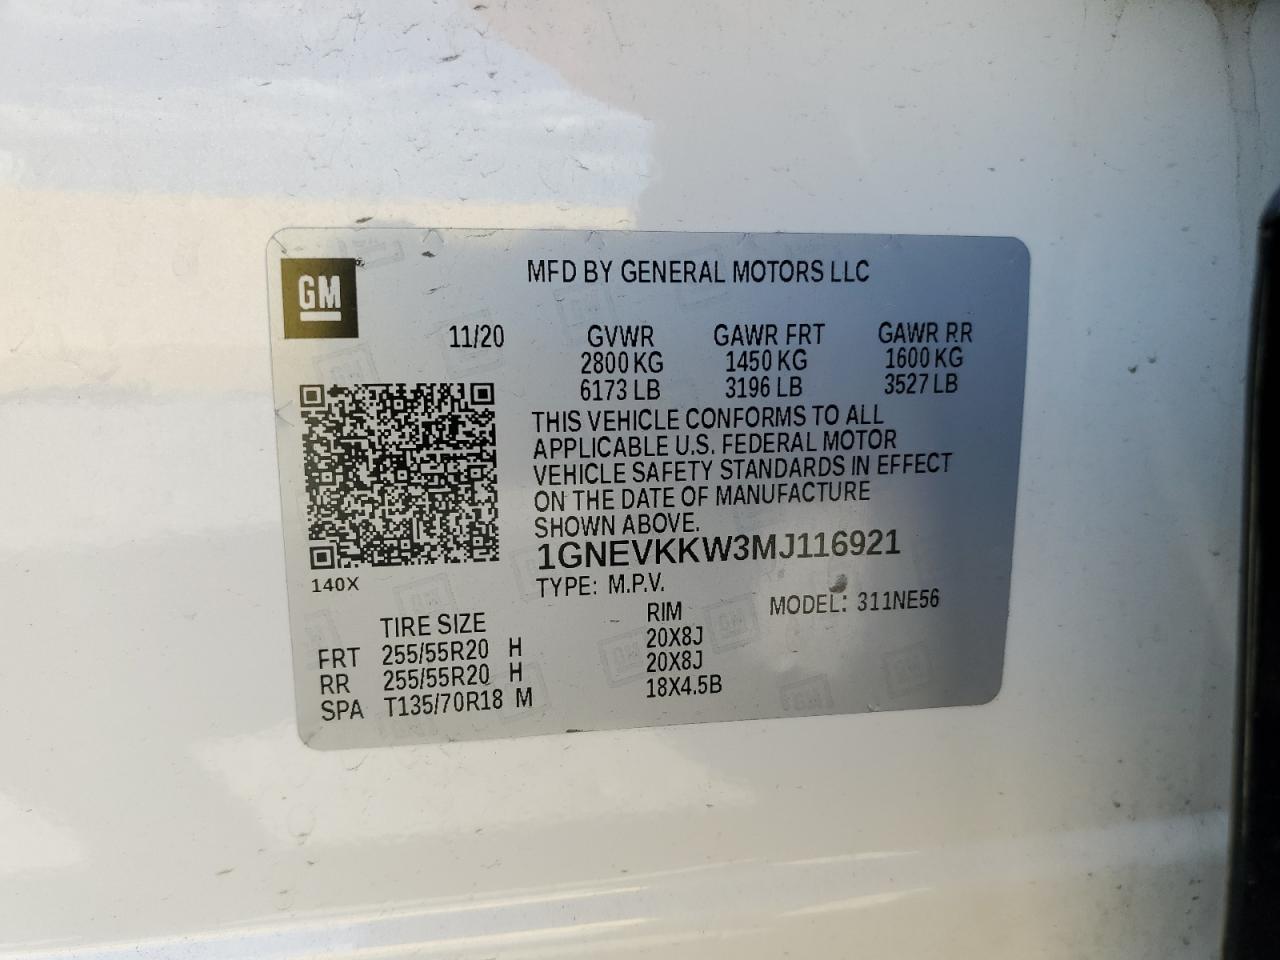 MFD BY GENERAL MOTORS LLC
GM
11/20 GVWR GAWR FRT GAWR RR
2800 KG 1450 KG 1600 KG
6173 LB 3196 LB 3527 LB
THIS VEHICLE CONFORMS TO ALL
APPLICABLE U.S. FEDERAL MOTOR
VEHICLE SAFETY STANDARDS IN EFFECT
ON THE DATE OF MANUFACTURE
SHOWN ABOVE.
1GNEVKKW3MJ116921
140X
TYPE: M.P.V. MODEL: 311NE56
TIRE SIZE RIM
FRT 255/55R20 H 20X8J
RR 255/55R20 H 20X8J
SPA T135/70R18 M 18X4.5B